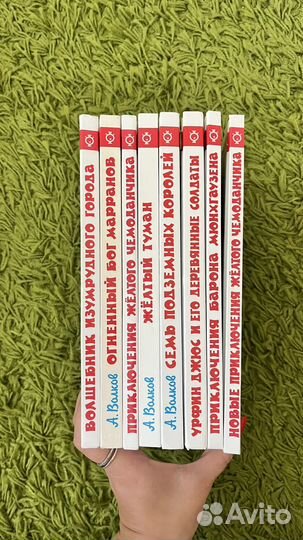 ВОЛШЕБНИК ИЗУМРУДНОГО ГОРОДА
А. Волков ОГНЕННЫЙ БОГ МАРРАНОВ
ПРИКЛЮЧЕНИЯ ЖЁЛТОГО ЧЕМОДАНЧИКА
А. Волков ЖЁЛТЫЙ ТУМАН
А. Волков СЕМЬ ПОДЗЕМНЫХ КОРОЛЕЙ
УРФИН ДЖЮС И ЕГО ДЕРЕВЯННЫЕ СОЛДАТЫ
ПРИКЛЮЧЕНИЯ БАРОНА МЮНХГАУЗЕНА
НОВЫЕ ПРИКЛЮЧЕНИЯ ЖЁЛТОГО ЧЕМОДАНЧИКА
Avito